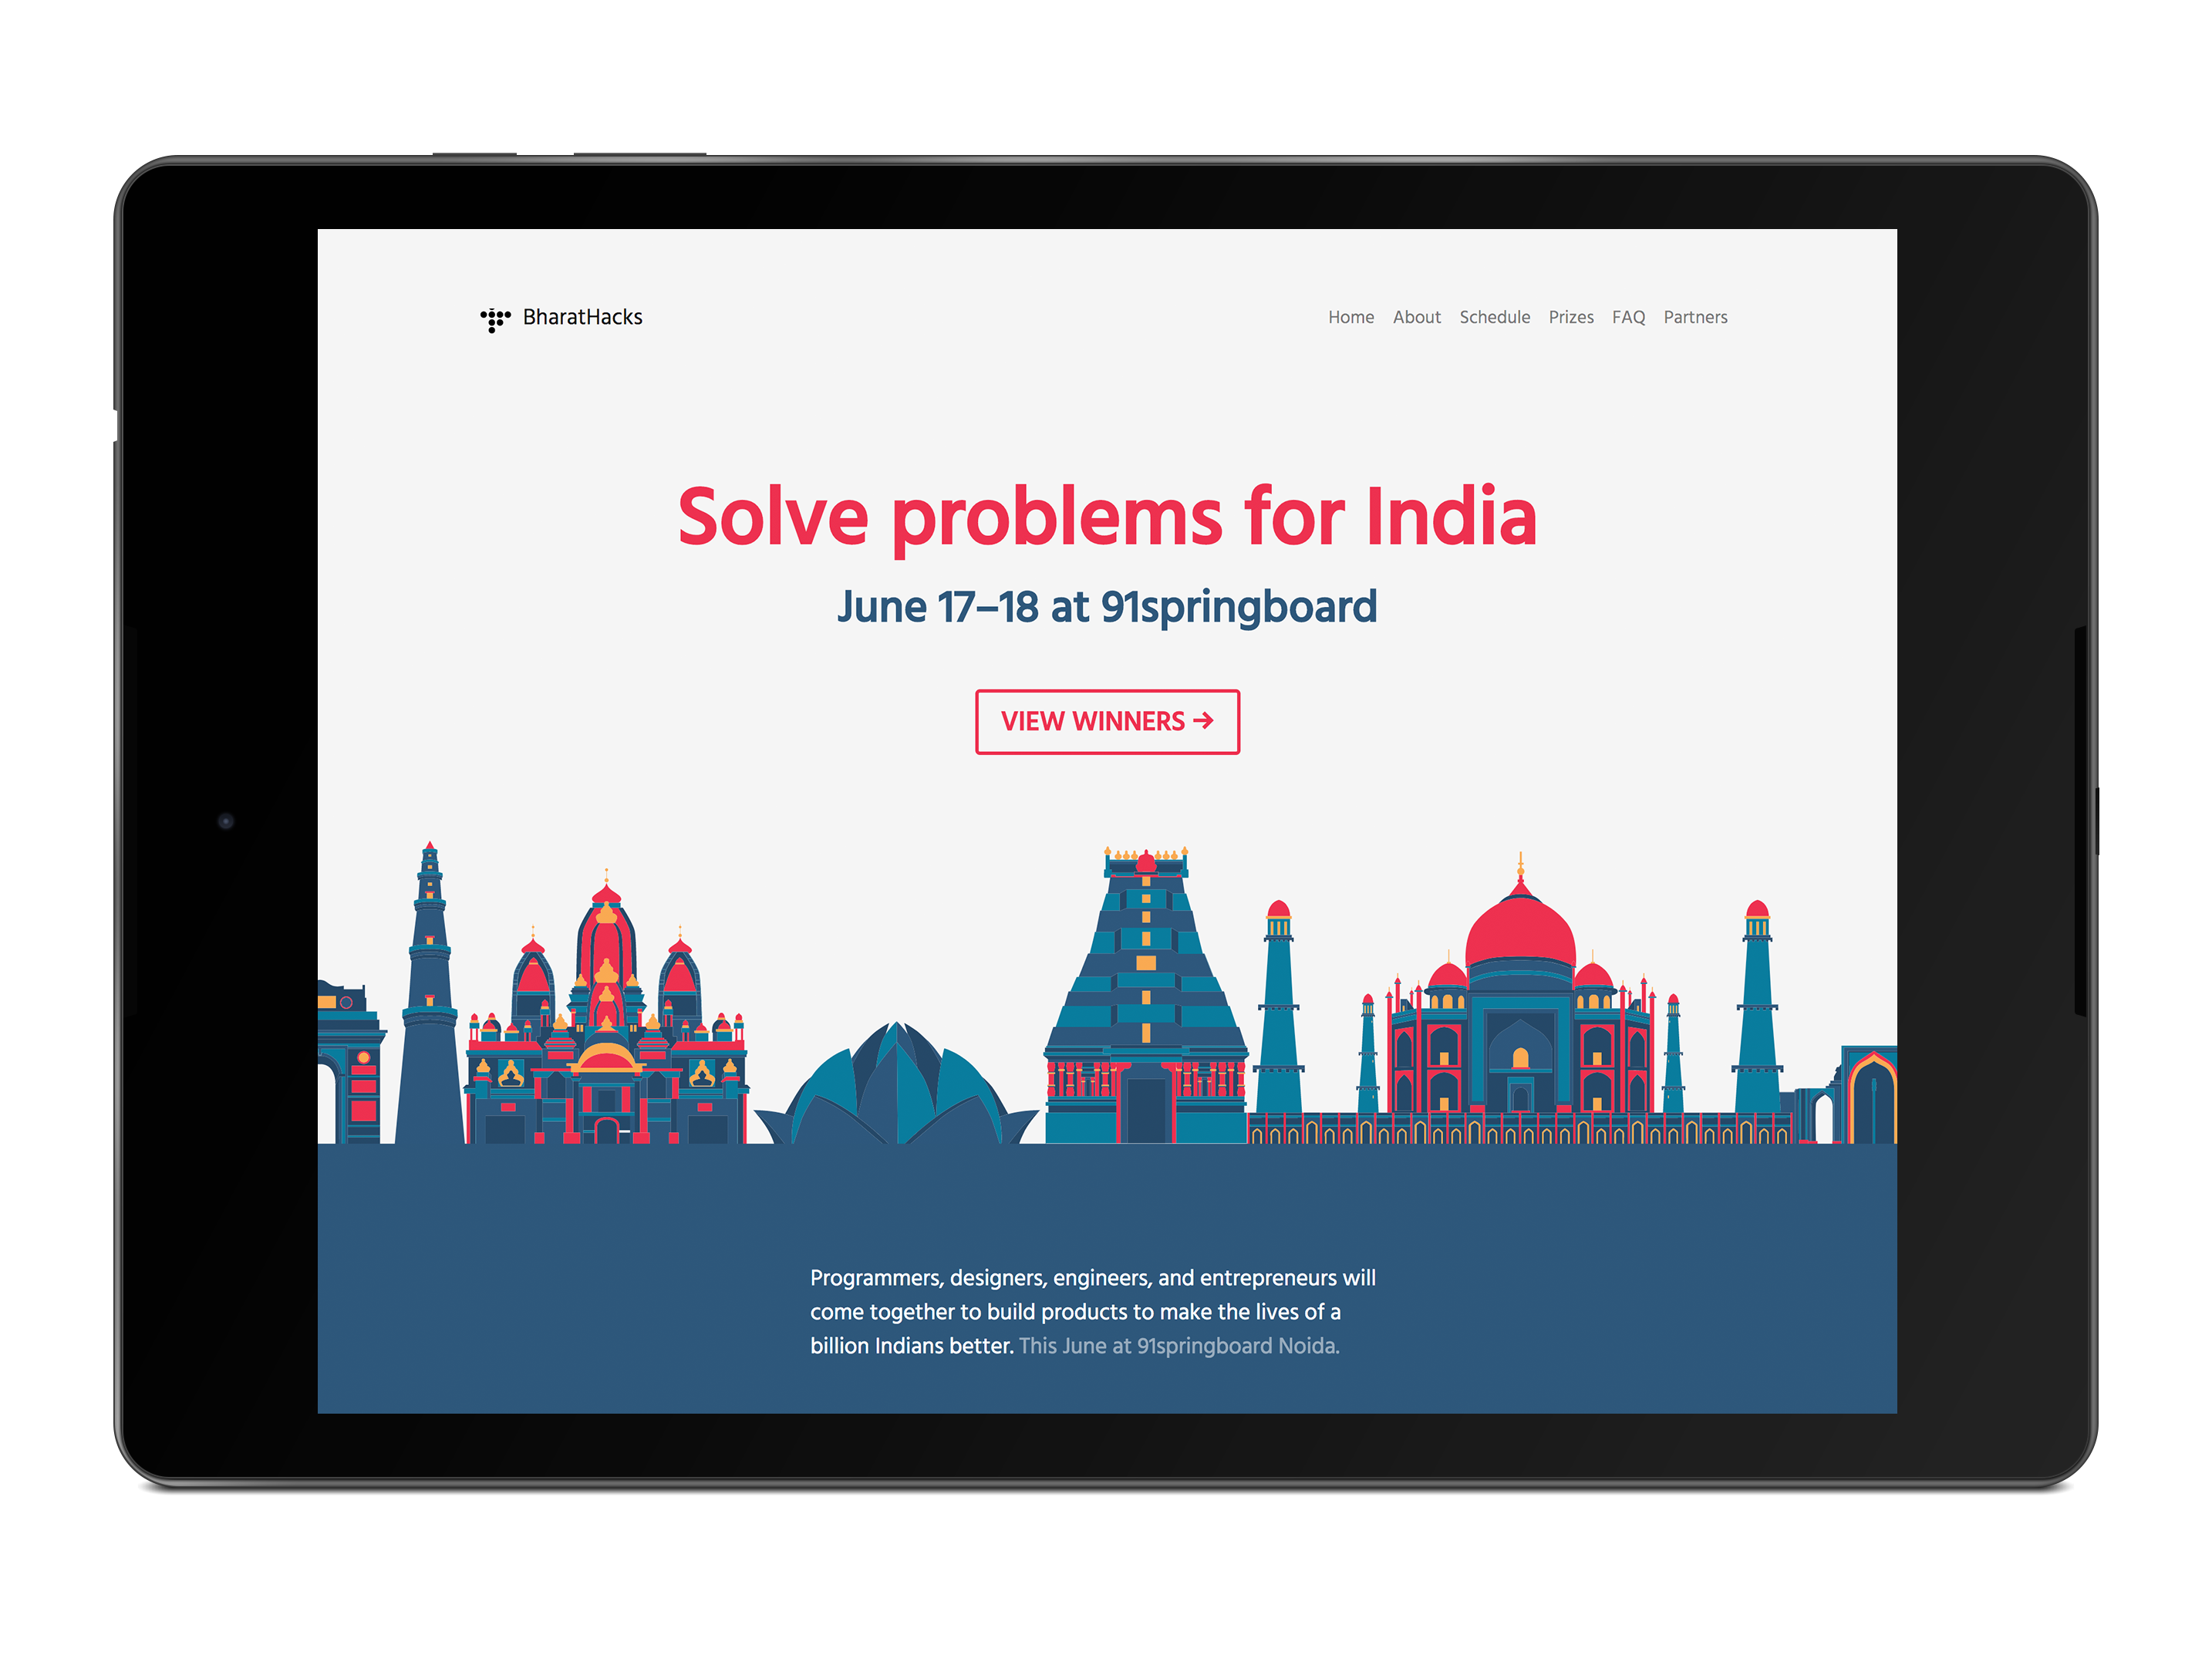 BharatHacks
Home About Schedule Prizes FAQ Partners
Solve problems for India
June 17–18 at 91springboard
VIEW WINNERS →
Programmers, designers, engineers, and entrepreneurs will
come together to build products to make the lives of a
billion Indians better. This June at 91springboard Noida.